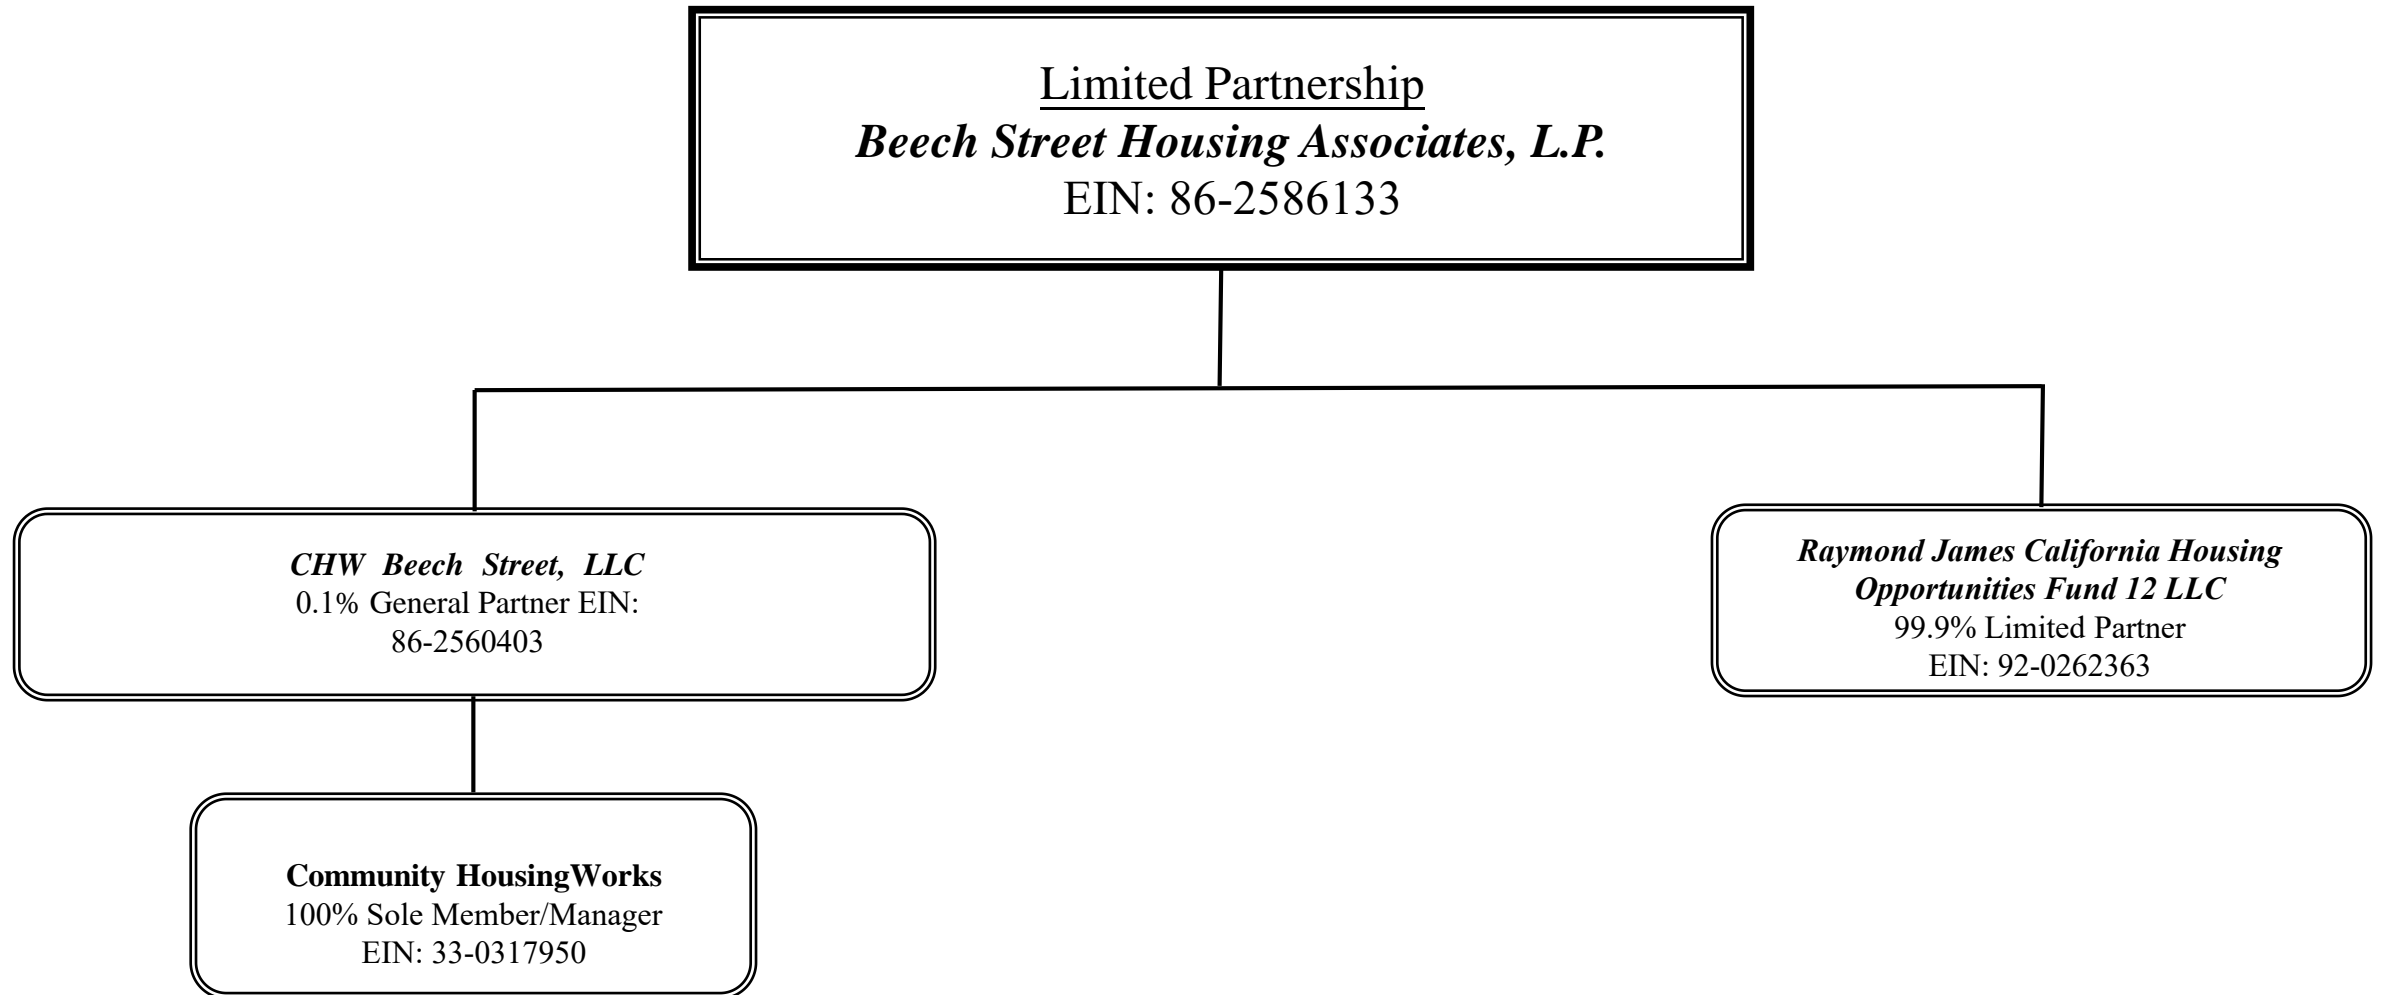 Limited Partnership
Beech Street Housing Associates, L.P.
EIN: 86-2586133
CHW Beech Street, LLC
0.1% General Partner EIN:
86-2560403
Raymond James California Housing
Opportunities Fund 12 LLC
99.9% Limited Partner
EIN: 92-0262363
Community HousingWorks
100% Sole Member/Manager
EIN: 33-0317950